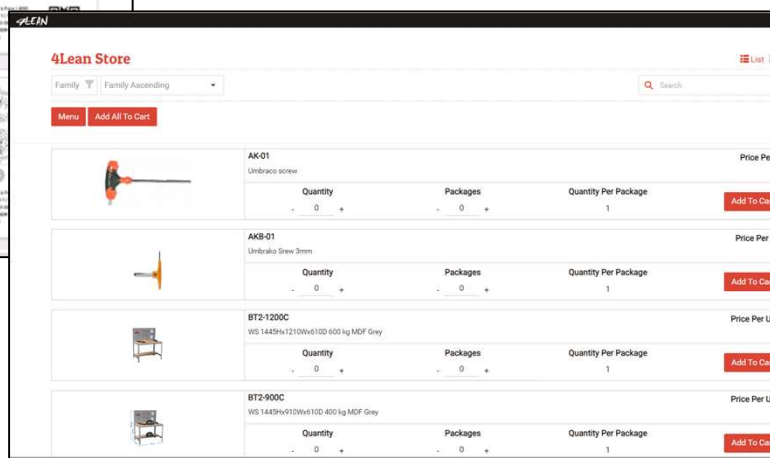 4LEAN
4Lean Store
List
Family Family Ascending
Search
Menu Add All To Cart
AK-01
Price Pe
Umbraco screw
Quantity Packages Quantity Per Package
- 0 + - 0 + 1
Add To Ca
AKB-01
Price Per
Umbrako Srew 3mm
Quantity Packages Quantity Per Package
- 0 + - 0 + 1
Add To Ca
BT2-1200C
Price Per U
WS 1445Hx1210Wx610D 600 kg MDF Grey
Quantity Packages Quantity Per Package
- 0 + - 0 + 1
Add To Ca
BT2-900C
Price Per U
WS 1445Hx910Wx610D 400 kg MDF Grey
Quantity Packages Quantity Per Package
- 0 + - 0 + 1
Add To Ca